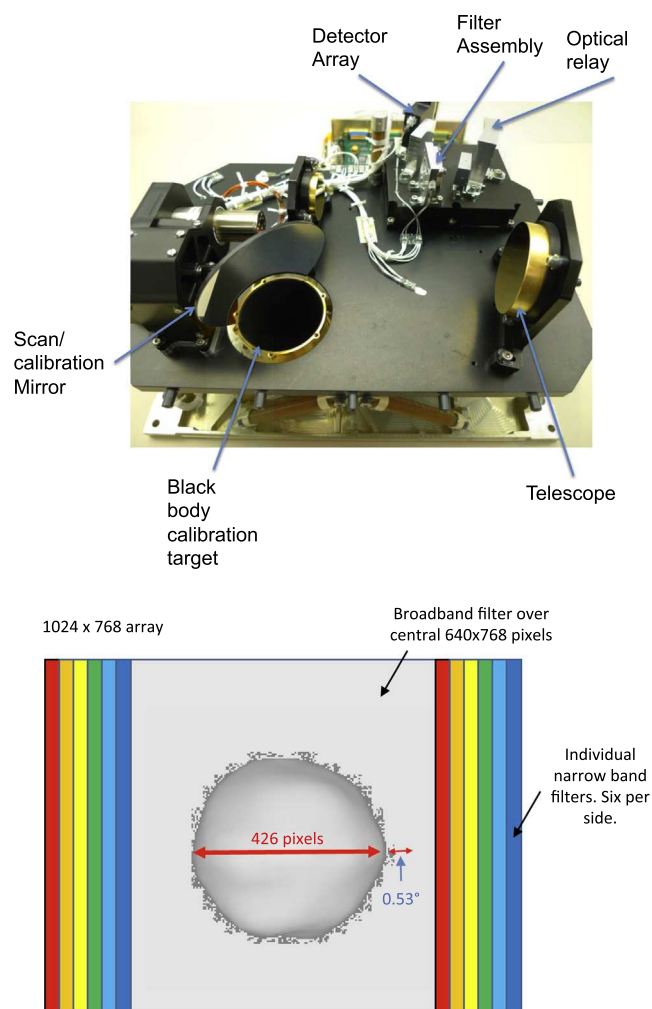 Detector
Array
Filter
Assembly
Optical
relay
Scan/
calibration
Mirror
Black
body
calibration
target
Telescope
1024 x 768 array
Broadband filter over
central 640x768 pixels
Individual
narrow band
filters. Six per
side.
426 pixels
0.53°